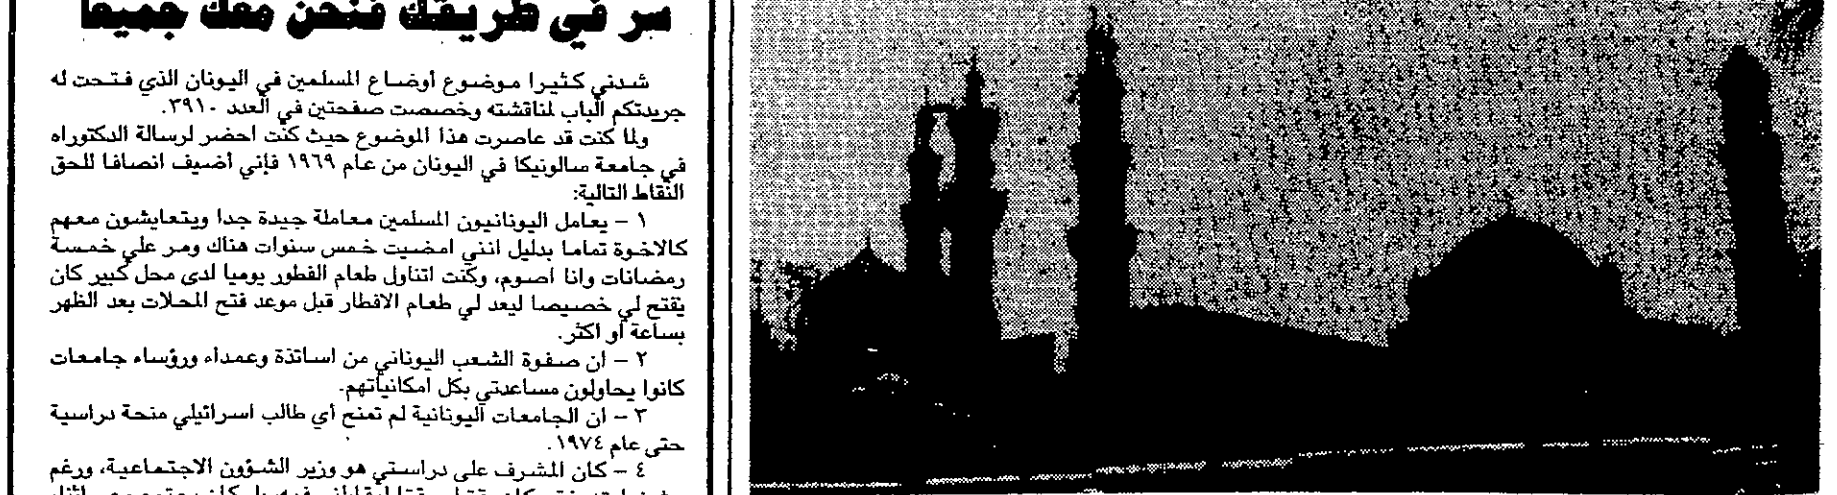 سر في طريقك فنحن معك جميعا
شدني كثيرا موضوع أوضاع المسلمين في اليونان الذي فتحت له
جريدتكم الباب لمناقشته وخصصت صفحتين في العدد ٣٩١٠.
ولما كنت قد عاصرت هذا الموضوع حيث كنت احضر لرسالة الدكتوراه
في جامعة سالونيكا في اليونان من عام ١٩٦٩ فإني أضيف انصافا للحق
النقاط التالية:
١ - يعامل اليونانيون المسلمين معاملة جيدة جدا ويتعايشون معهم
كالاخوة تماما بدليل انني امضيت خمس سنوات هناك ومر علي خمسة
رمضانات وانا اصوم، وكنت اتناول طعام الفطور يوميا لدى محل كبير كان
يفتح لي خصيصا ليعد لي طعام الافطار قبل موعد فتح المحلات بعد الظهر
بساعة أو اكثر.
٢ - ان صفوة الشعب اليوناني من اساتذة وعمداء ورؤساء جامعات
كانوا يحاولون مساعدتي بكل امكانياتهم.
٣ - ان الجامعات اليونانية لم تمنح أي طالب اسرائيلي منحة دراسية
حتى عام ١٩٧٤.
٤ - كان المشرف على دراستي هو وزير الشؤون الاجتماعية، ورغم